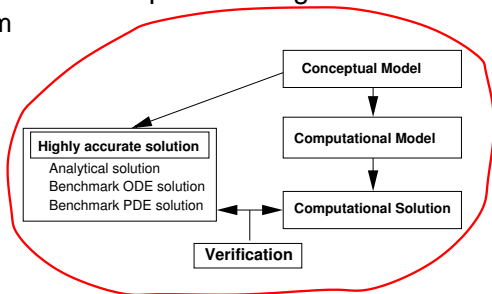 m
Conceptual Model
Computational Model
Highly accurate solution
Analytical solution
Benchmark ODE solution
Benchmark PDE solution
Computational Solution
Verification